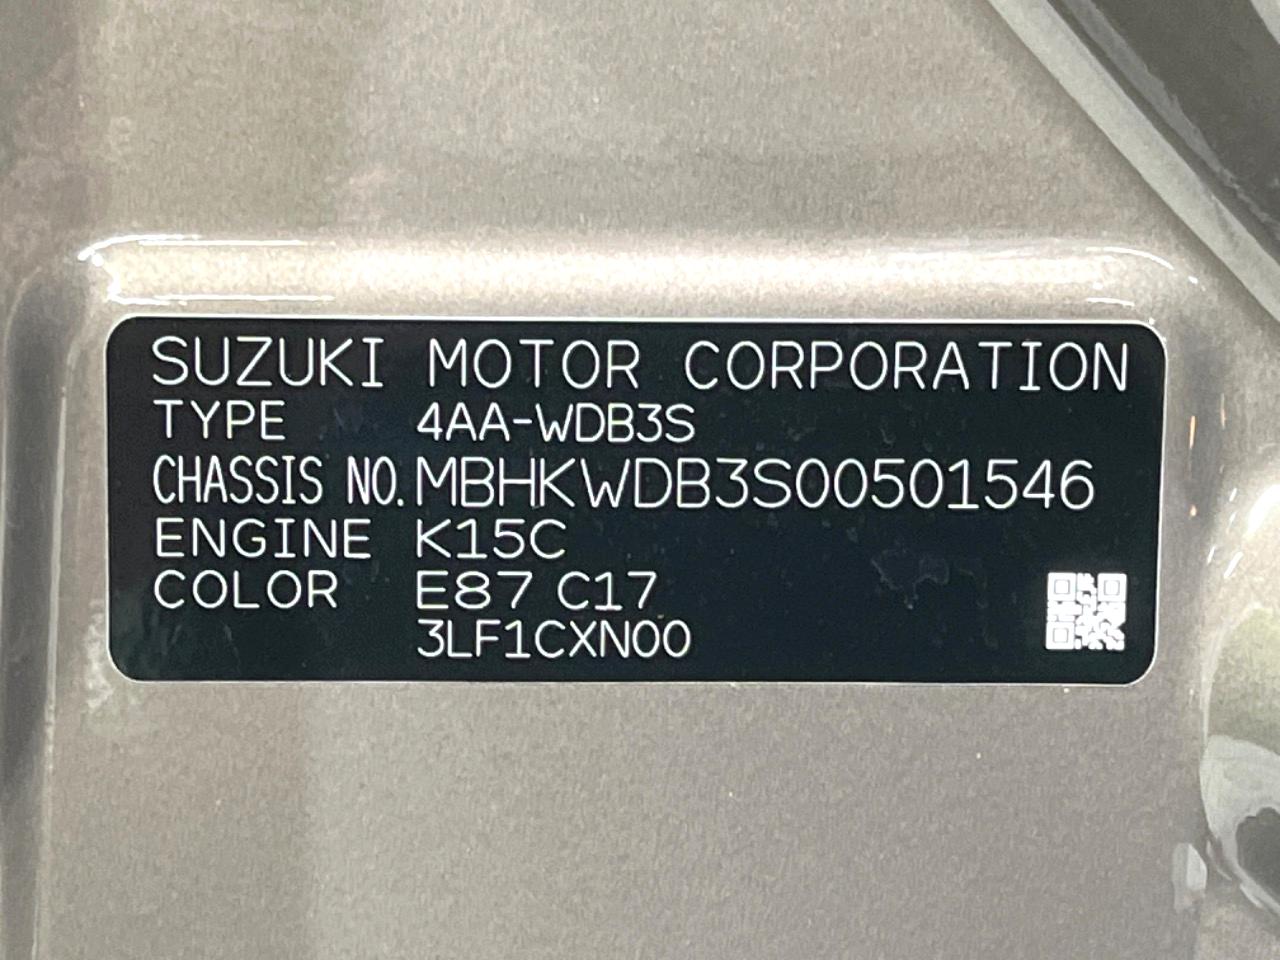 SUZUKI MOTOR CORPORATION
TYPE 4AA-WDB3S
CHASSIS NO. MBHKWDB3S00501546
ENGINE K15C
COLOR E87 C17
3LF1CXN00